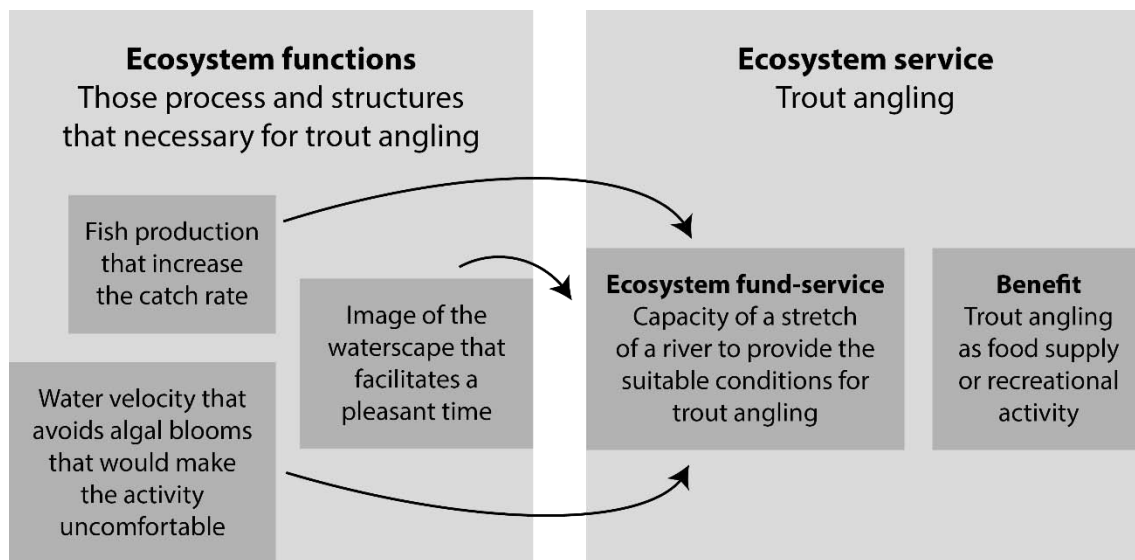 Ecosystem functions
Those process and structures
that necessary for trout angling
Fish production
that increase
the catch rate
Image of the
waterscape that
facilitates a
pleasant time
Water velocity that
avoids algal blooms
that would make
the activity
uncomfortable
Ecosystem service
Trout angling
Ecosystem fund-service
Capacity of a stretch
of a river to provide the
suitable conditions for
trout angling
Benefit
Trout angling
as food supply
or recreational
activity